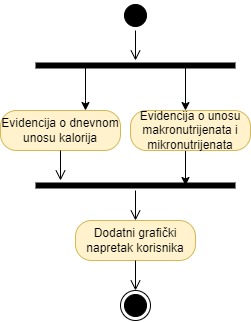 Evidencija o dnevnom
unosu kalorija
Evidencija o unosu
makronutrijenata i
mikronutrijenata
Dodatni grafički
napretak korisnika